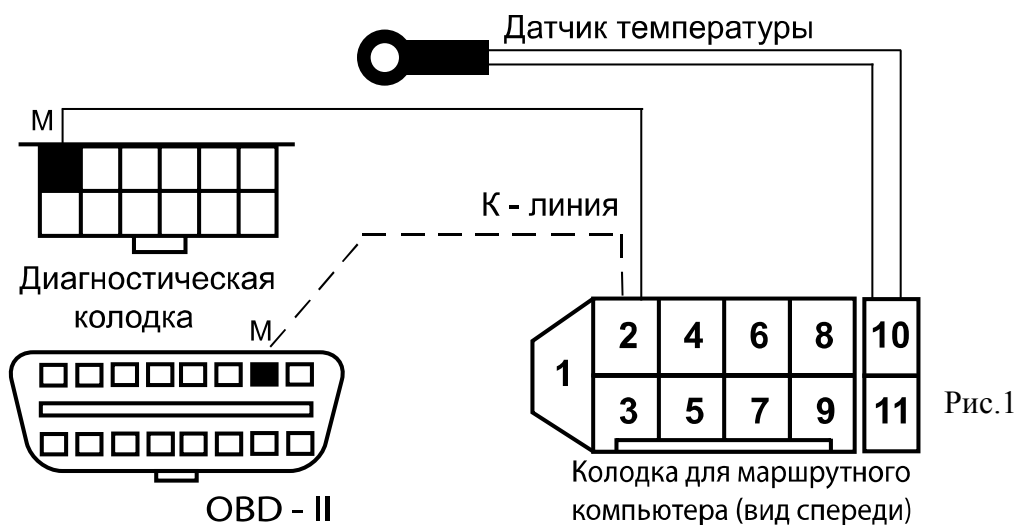 Датчик температуры
М
К - линия
Диагностическая
колодка
М
2 4 6 8 10
1
3 5 7 9 11
Рис.1
Колодка для маршрутного
компьютера (вид спереди)
OBD - II